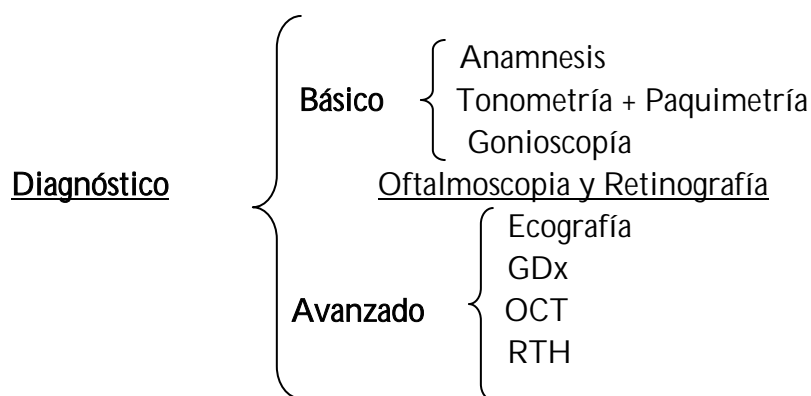 Anamnesis
Básico Tonometría + Paquimetría
Gonioscopía
Diagnóstico Oftalmoscopia y Retinografía
Ecografía
GDx
Avanzado OCT
RTH